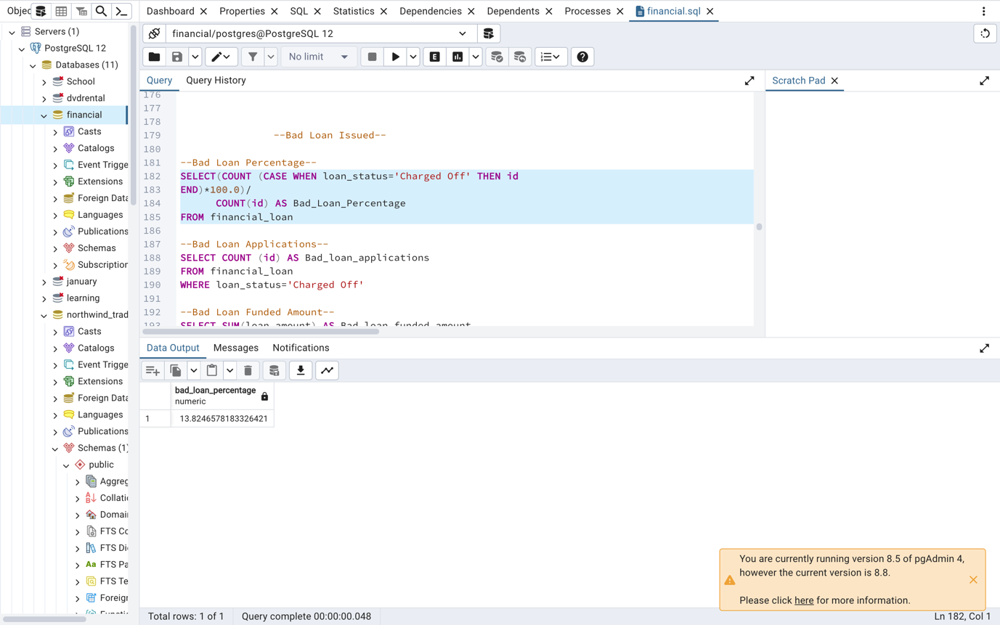 Objec
Dashboard
Properties
SQL
Statistics
Dependencies
Dependents
Processes
financial.sql
Servers (1)
PostgreSQL 12
Databases (11)
School
dvdrental
financial
Casts
Catalogs
Event Trigge
Extensions
Foreign Data
Languages
Publications
Schemas
Subscription
january
learning
northwind_trad
Casts
Catalogs
Event Trigge
Extensions
Foreign Data
Languages
Publications
Schemas (1)
public
Aggreg
Collatic
Domain
FTS Co
FTS Dic
Aa FTS Pa
FTS Te
Foreign
Functio
financial/postgres@PostgreSQL 12
No limit
E
Query
Query History
Scratch Pad
176
177
178
179 --Bad Loan Issued--
180
181 --Bad Loan Percentage--
182 SELECT(COUNT (CASE WHEN loan_status='Charged Off' THEN id
183 END)*100.0)/
184 COUNT(id) AS Bad_Loan_Percentage
185 FROM financial_loan
186
187 --Bad Loan Applications--
188 SELECT COUNT (id) AS Bad_loan_applications
189 FROM financial_loan
190 WHERE loan_status='Charged Off'
191
192 --Bad Loan Funded Amount--
193 SELECT SUM(loan_amount) AS Bad_loan_funded_amount
Data Output
Messages
Notifications
bad_loan_percentage
numeric
1 13.8246578183326421
You are currently running version 8.5 of pgAdmin 4,
however the current version is 8.8.
Please click here for more information.
Total rows: 1 of 1
Query complete 00:00:00.048
Ln 182, Col 1